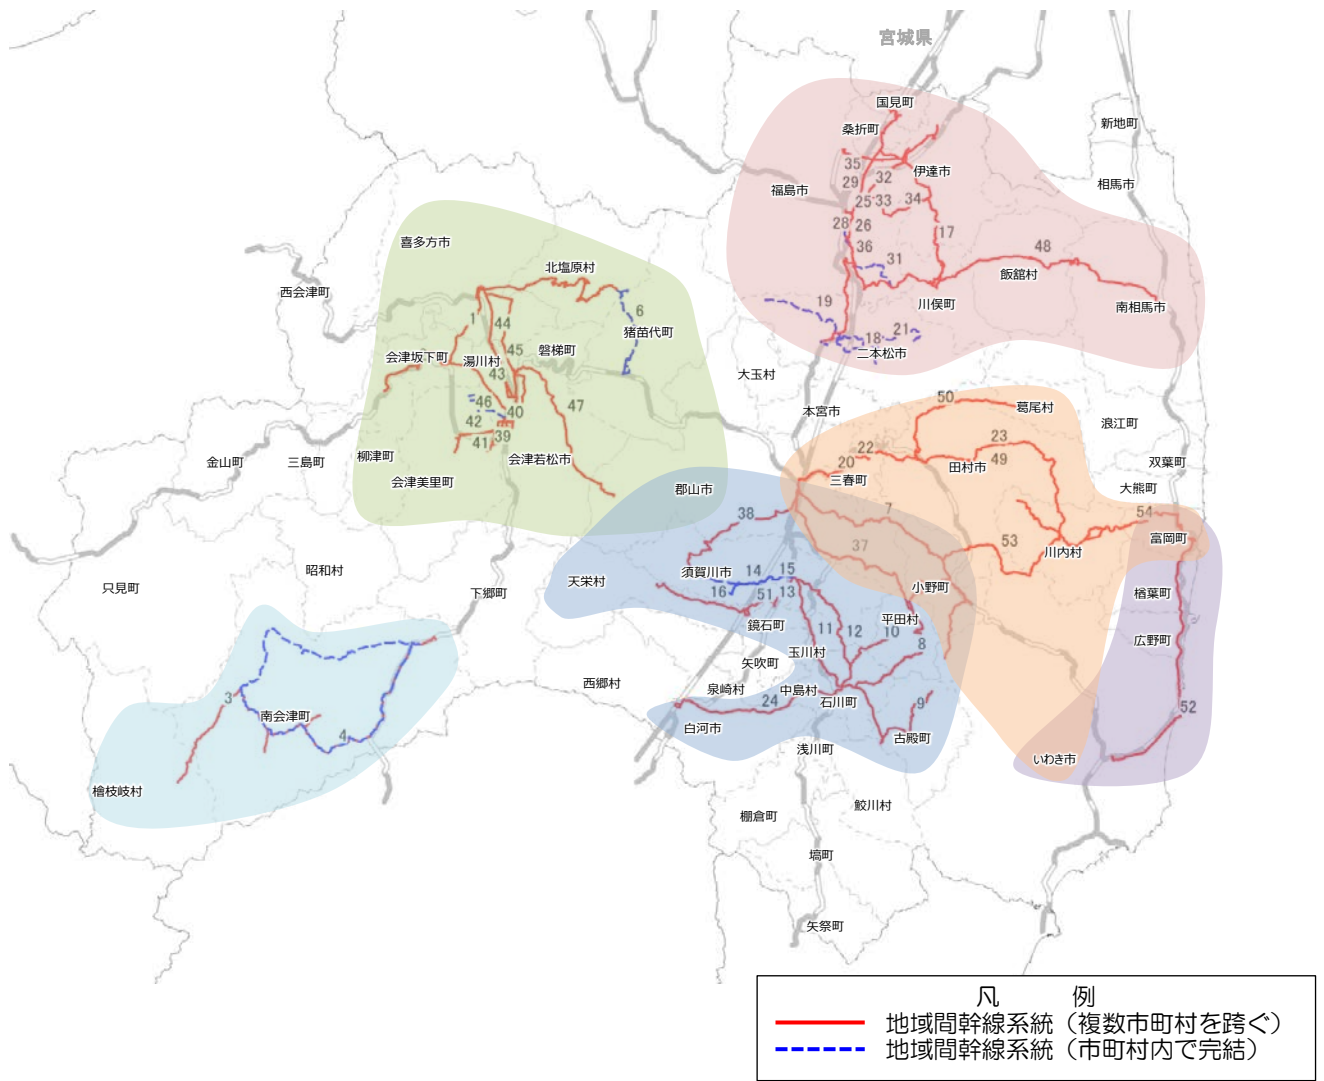 宮城県
国見町
桑折町
新地町
35
32
伊達市
29
福島市
相馬市
25
33
34
28
26
17
喜多方市
36
48
31
北塩原村
飯舘村
西会津町
6
19
川俣町
南相馬市
1
44
猪苗代町
18
21
45
磐梯町
二本松市
会津坂下町
湯川村
43
大玉村
46
40
47
50
葛尾村
本宮市
42
浪江町
39
41
22
23
柳津町
会津若松市
20
49
金山町
三島町
田村市
双葉町
会津美里町
三春町
大熊町
郡山市
7
38
54
富岡町
37
53
川内村
須賀川市
14
15
只見町
昭和村
天栄村
小野町
下郷町
16
51
13
楢葉町
鏡石町
平田村
11
12
10
広野町
8
玉川村
矢吹町
西郷村
泉崎村
中島村
3
24
石川町
9
52
南会津町
白河市
4
古殿町
浅川町
いわき市
檜枝岐村
鮫川村
棚倉町
塙町
矢祭町
凡 例
地域間幹線系統（複数市町村を跨ぐ）
地域間幹線系統（市町村内で完結）